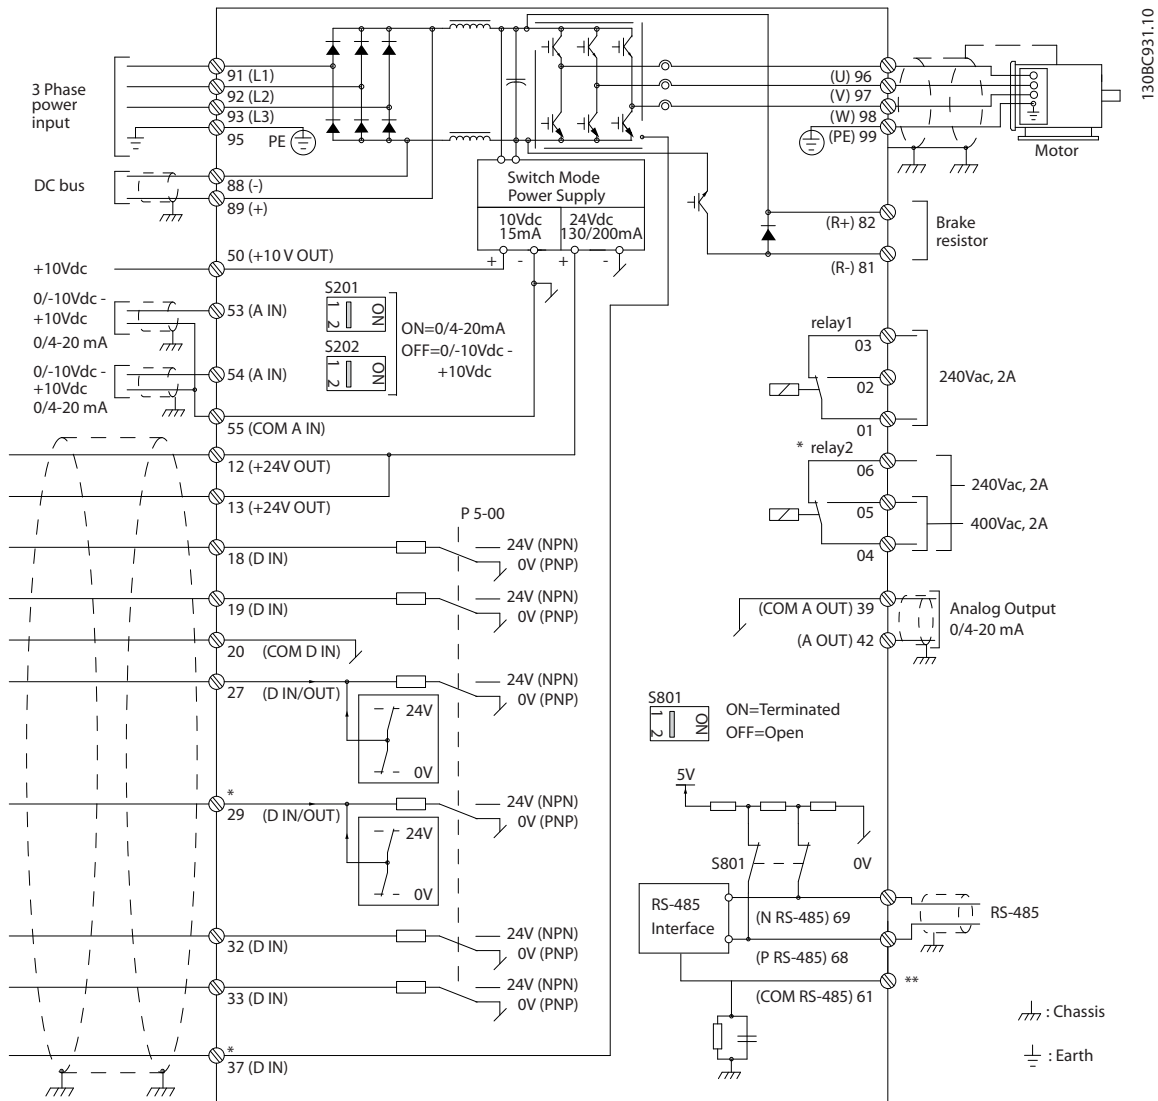 130BC931.10
3 Phase
power
input
91 (L1)
92 (L2)
93 (L3)
95
PE
DC bus
88 (-)
89 (+)
Switch Mode
Power Supply
10Vdc
15mA
24Vdc
130/200mA
+
-
+
-
(U) 96
(V) 97
(W) 98
(PE) 99
Motor
(R+) 82
(R-) 81
Brake
resistor
+10Vdc
50 (+10 V OUT)
0/-10Vdc -
+10Vdc
0/4-20 mA
53 (A IN)
0/-10Vdc -
+10Vdc
0/4-20 mA
54 (A IN)
55 (COM A IN)
S201
1 2
ON
S202
1 2
ON
ON=0/4-20mA
OFF=0/-10Vdc -
+10Vdc
relay1
03
02
01
240Vac, 2A
* relay2
06
05
04
240Vac, 2A
400Vac, 2A
12 (+24V OUT)
13 (+24V OUT)
P 5-00
18 (D IN)
24V (NPN)
0V (PNP)
19 (D IN)
24V (NPN)
0V (PNP)
20 (COM D IN)
27 (D IN/OUT)
24V (NPN)
0V (PNP)
24V
0V
*
29 (D IN/OUT)
24V (NPN)
0V (PNP)
24V
0V
32 (D IN)
24V (NPN)
0V (PNP)
33 (D IN)
24V (NPN)
0V (PNP)
*
37 (D IN)
(COM A OUT) 39
(A OUT) 42
Analog Output
0/4-20 mA
S801
1 2
ON
ON=Terminated
OFF=Open
5V
S801
0V
RS-485
Interface
(N RS-485) 69
(P RS-485) 68
(COM RS-485) 61
RS-485
**
: Chassis
: Earth